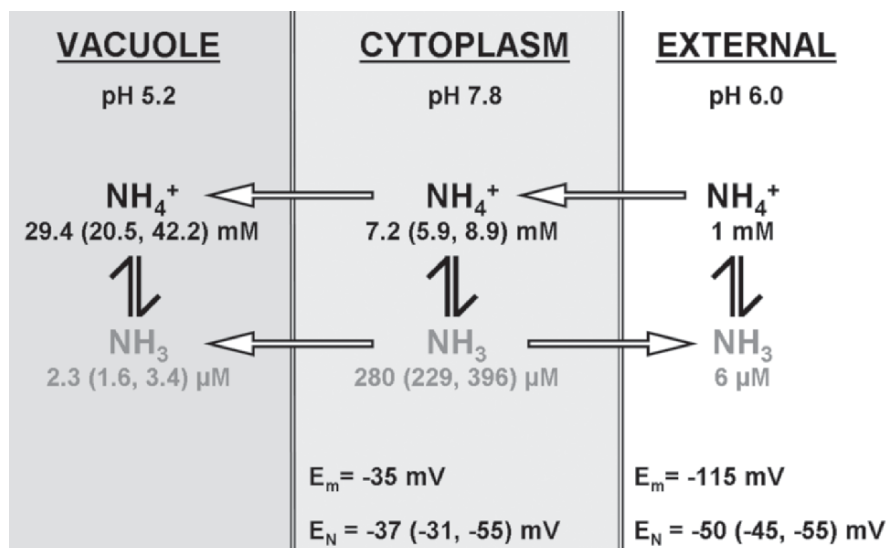 VACUOLE CYTOPLASM EXTERNAL
pH 5.2 pH 7.8 pH 6.0
NH₄⁺ NH₄⁺ NH₄⁺
29.4 (20.5, 42.2) mM 7.2 (5.9, 8.9) mM 1 mM
NH₃ NH₃ NH₃
2.3 (1.6, 3.4) µM 280 (229, 396) µM 6 µM
Eₘ= -35 mV Eₘ= -115 mV
E_N = -37 (-31, -55) mV E_N = -50 (-45, -55) mV